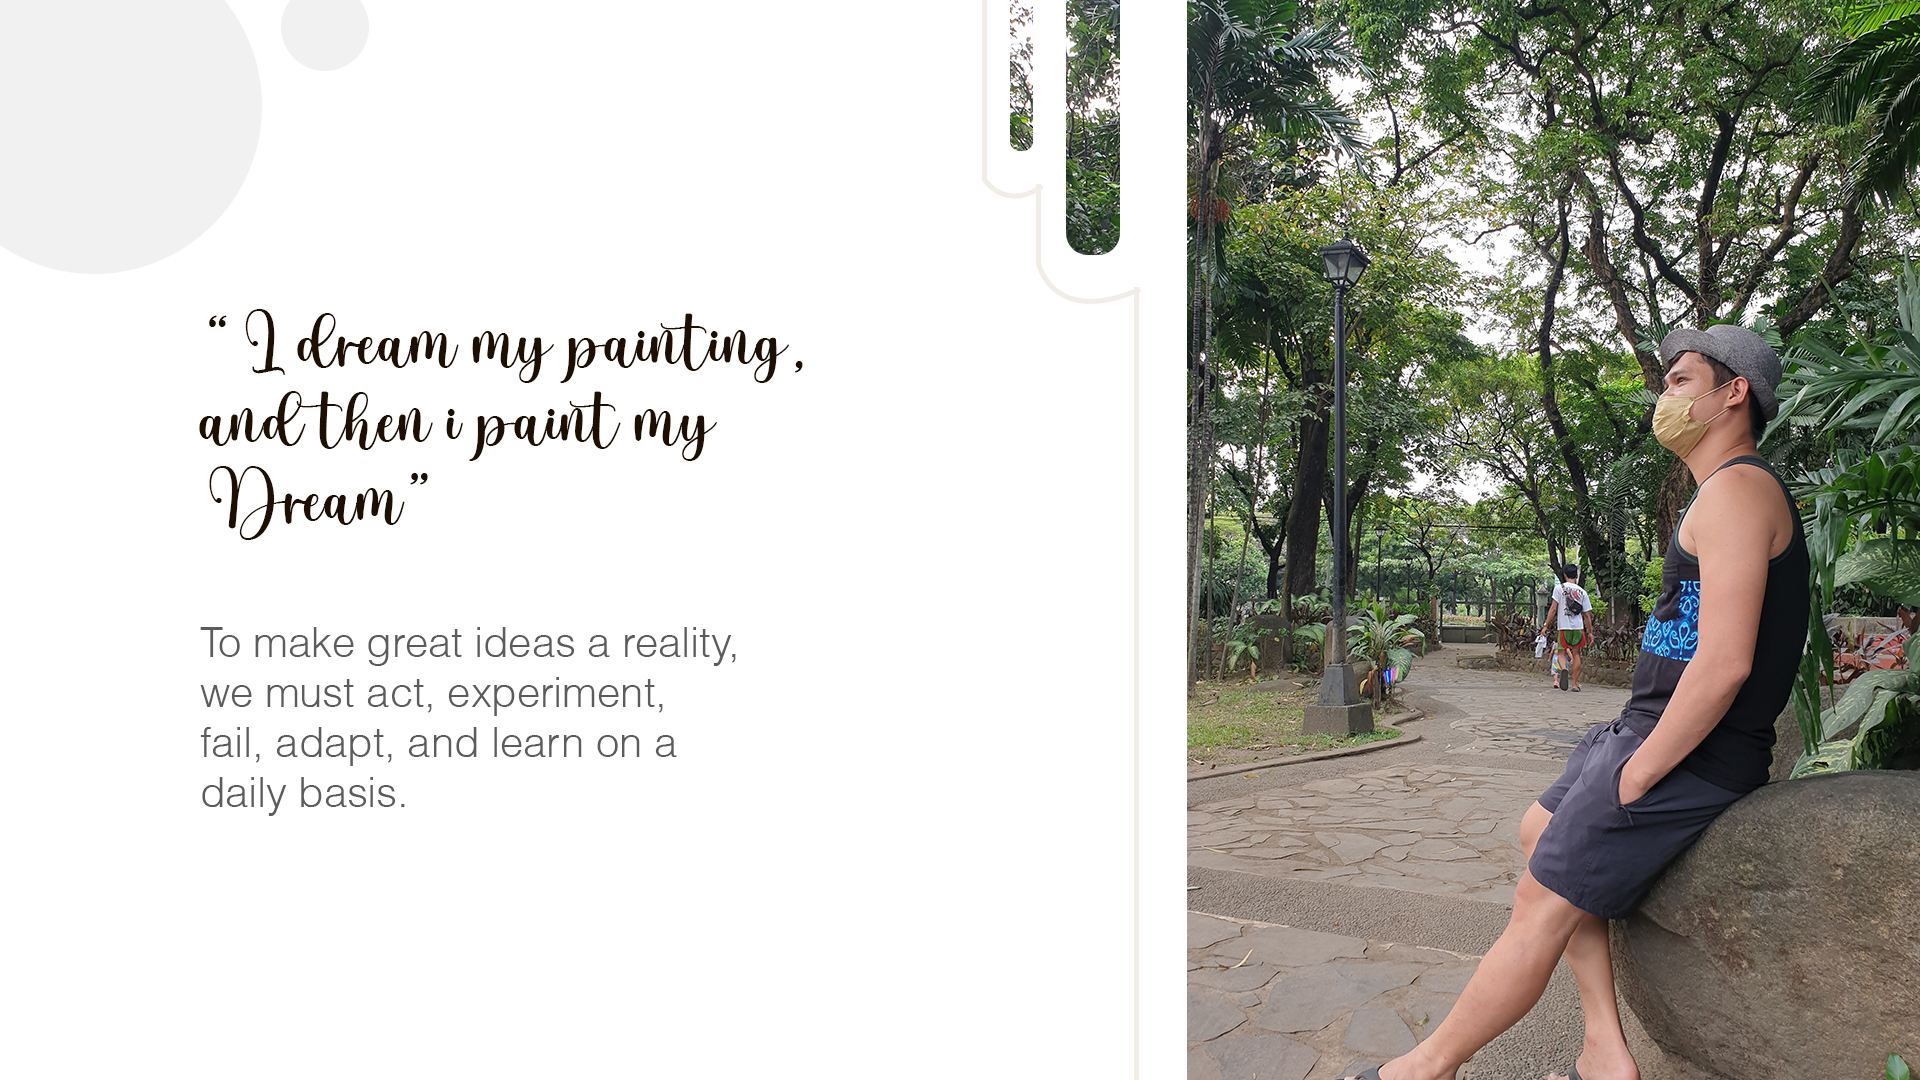 “ I dream my painting,
and then i paint my
Dream”
To make great ideas a reality,
we must act, experiment,
fail, adapt, and learn on a
daily basis.